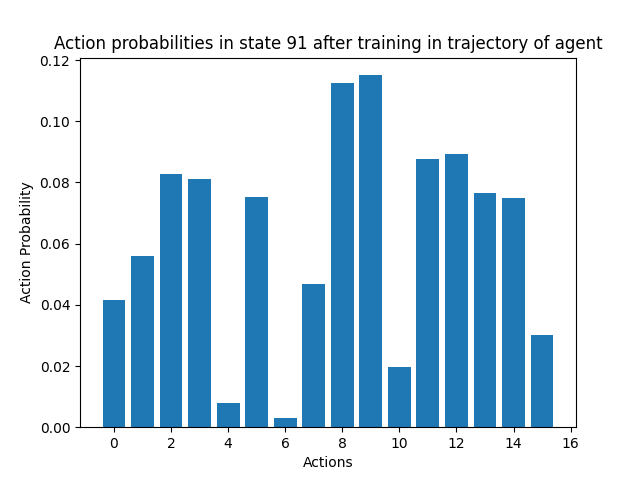 Action probabilities in state 91 after training in trajectory of agent
0.12
0.10
0.08
0.06
0.04
0.02
0.00
Action Probability
0 2 4 6 8 10 12 14 16
Actions